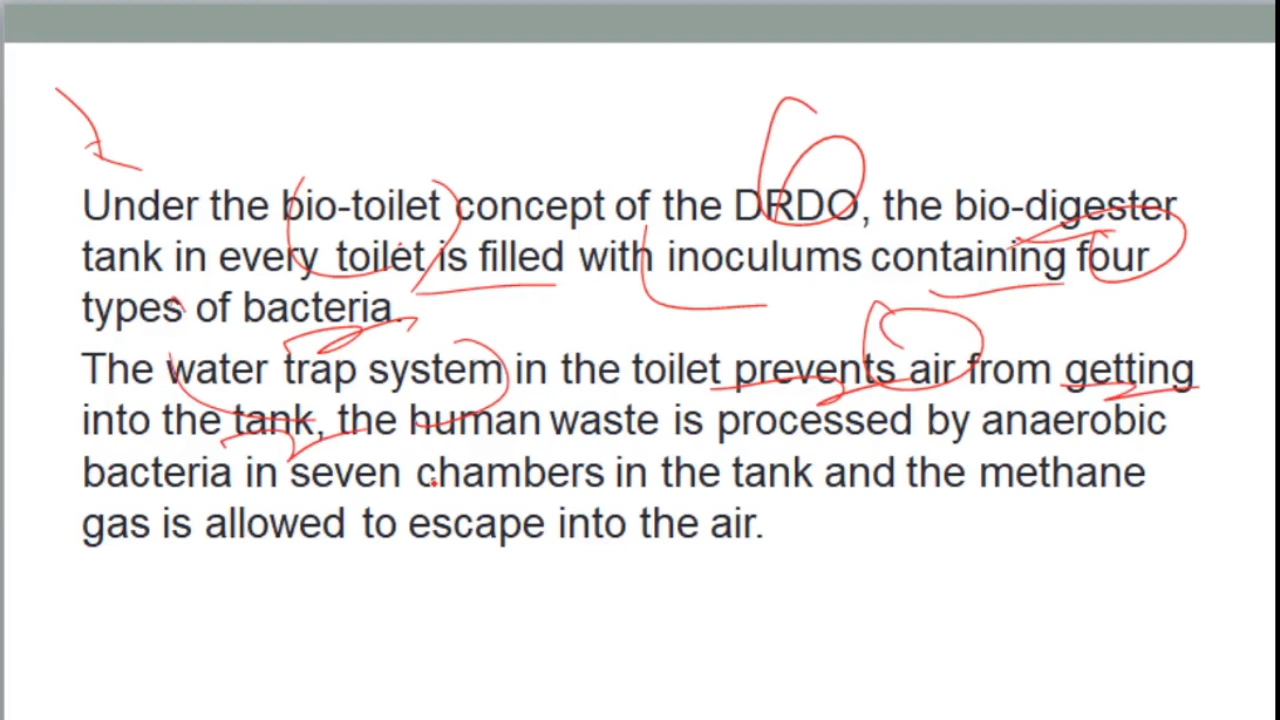 Under the bio-toilet concept of the DRDO, the bio-digester
tank in every toilet is filled with inoculums containing four
types of bacteria.
The water trap system in the toilet prevents air from getting
into the tank, the human waste is processed by anaerobic
bacteria in seven chambers in the tank and the methane
gas is allowed to escape into the air.